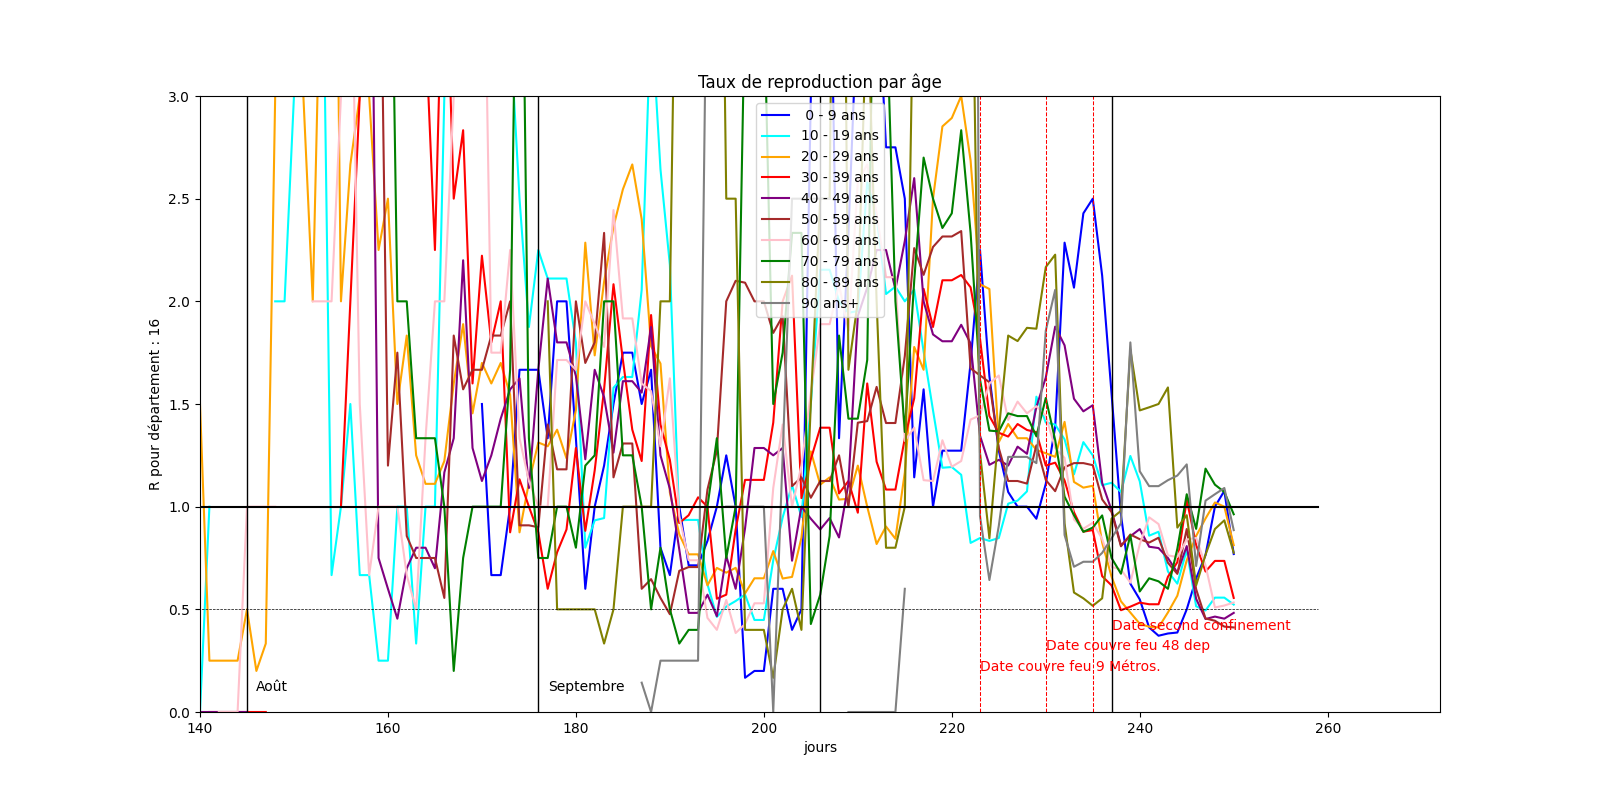 Taux de reproduction par âge
R pour département : 16
3.0
2.5
2.0
1.5
1.0
0.5
0.0
0 - 9 ans
10 - 19 ans
20 - 29 ans
30 - 39 ans
40 - 49 ans
50 - 59 ans
60 - 69 ans
70 - 79 ans
80 - 89 ans
90 ans+
Date second confinement
Date couvre feu 48 dep
Date couvre feu 9 Métros.
Août
Septembre
140
160
180
200
220
240
260
jours